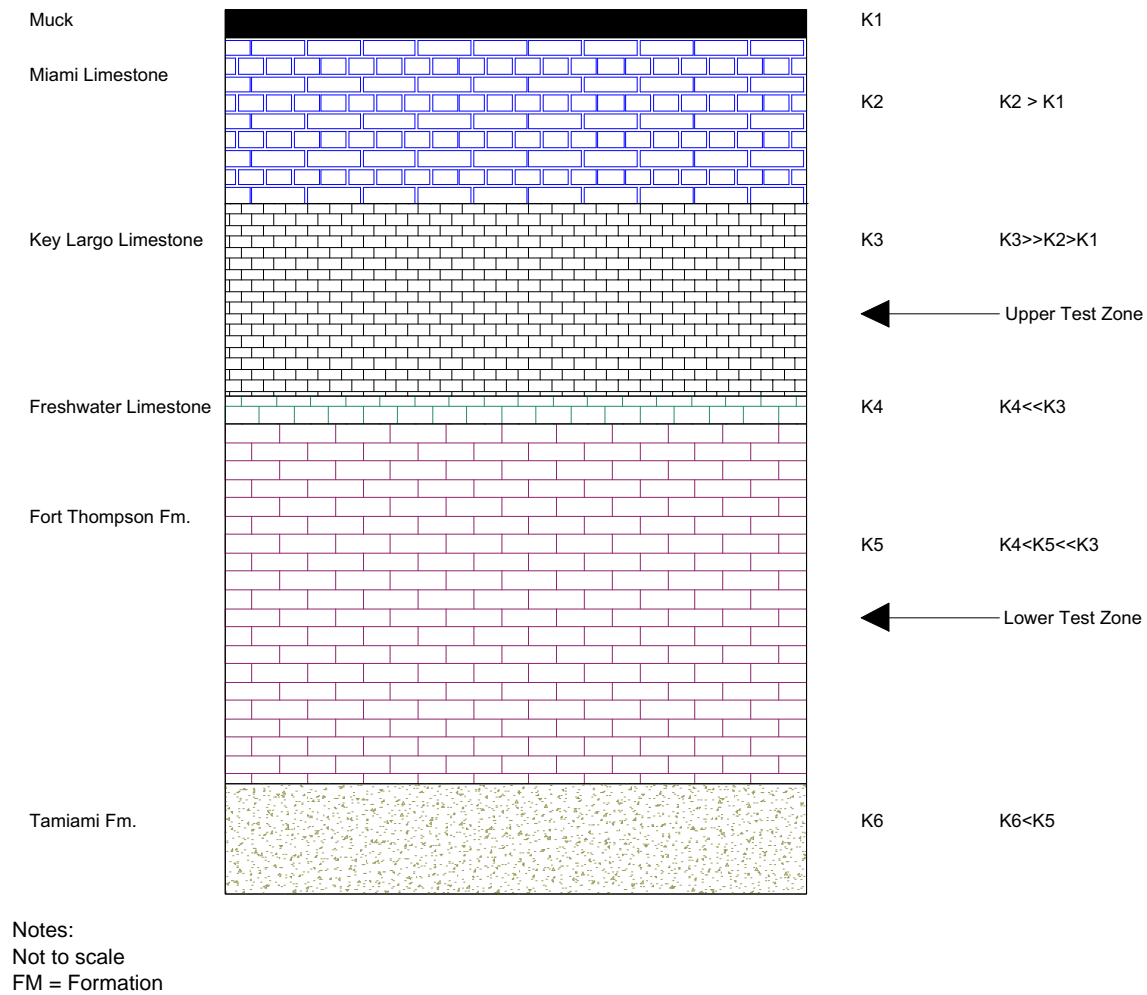 Muck K1
Miami Limestone
K2 K2 > K1
Key Largo Limestone K3 K3>>K2>K1
Upper Test Zone
Freshwater Limestone K4 K4<<K3
Fort Thompson Fm.
K5 K4<K5<<K3
Lower Test Zone
Tamiami Fm. K6 K6<K5
Notes:
Not to scale
FM = Formation